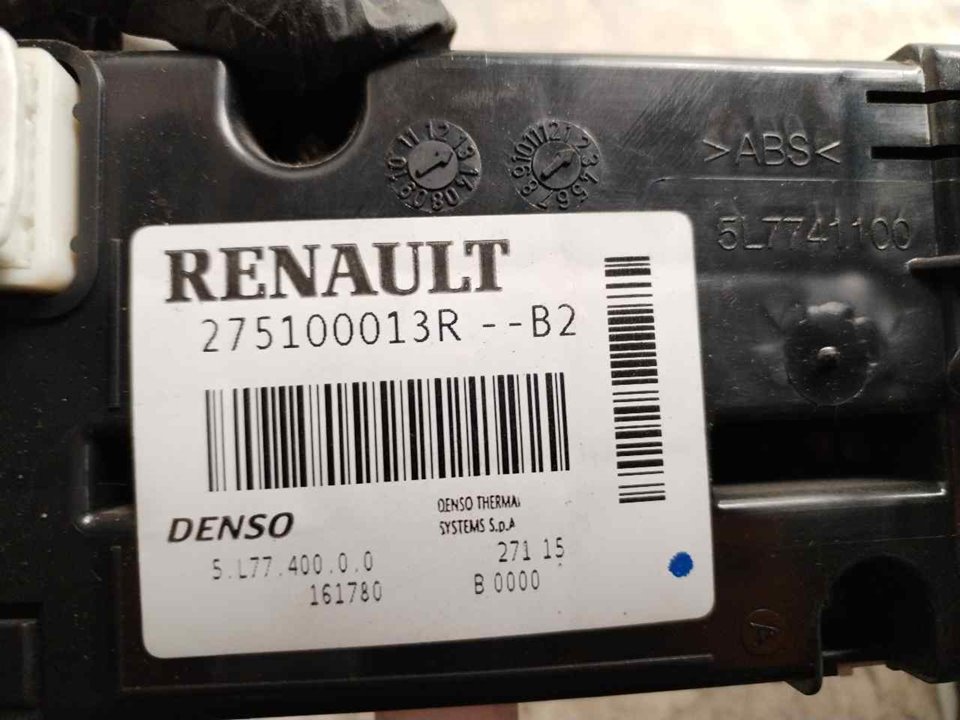 >ABS<
5L7741100
RENAULT
275100013R --B2
DENSO
DENSO THERMAL
SYSTEMS S.p.A
5.L77.400.0.0
271 15
161780
B 0000